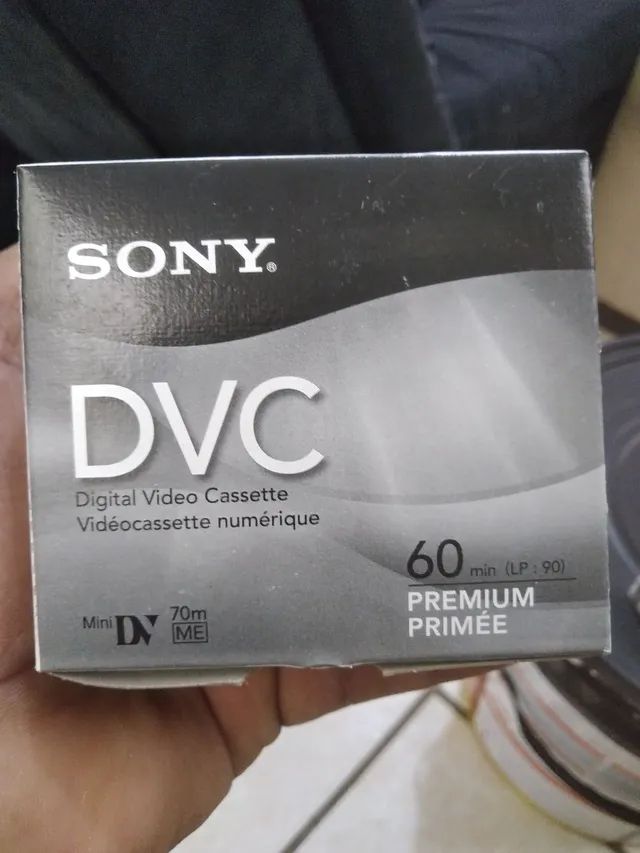 SONY®
DVC
Digital Video Cassette
Vidéocassette numérique
60 min (LP : 90)
PREMIUM
PRIMÉE
Mini DV 70m
ME